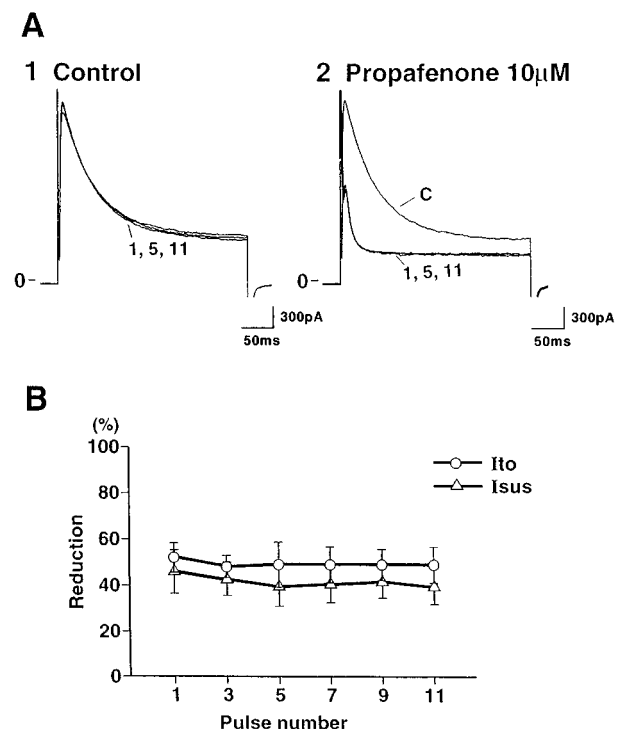 A
1 Control
2 Propafenone 10μM
0-
1, 5, 11
300pA
50ms
0-
C
1, 5, 11
300pA
50ms
B
(%)
100
80
60
40
20
0
Reduction
Ito
Isus
1 3 5 7 9 11
Pulse number